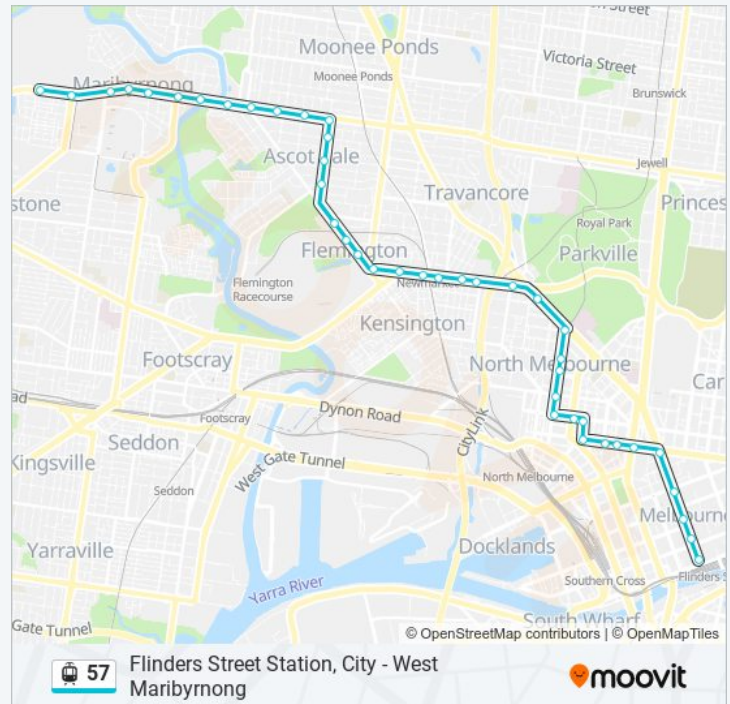 Street
Moonee Ponds
Victoria Street
Moonee Ponds
Maribyrnong
Brunswick
Jewell
Travancore
stone
Princes
Royal Park
Flemington
Parkville
Flemington
Racecourse
Newmarket
Kensington
Footscray
North Melbourne
Car
ad
Dynon Road
Footscray
CityLink
Seddon
Kingsville
West Gate Tunnel
North Melbourne
Seddon
Melbourne
Yarraville
Docklands
Yarra River
Southern Cross
Flinders S
Gate Tunnel
South Wharf
© OpenStreetMap contributors | © OpenMapTiles
57
Flinders Street Station, City - West
Maribyrnong
moovit